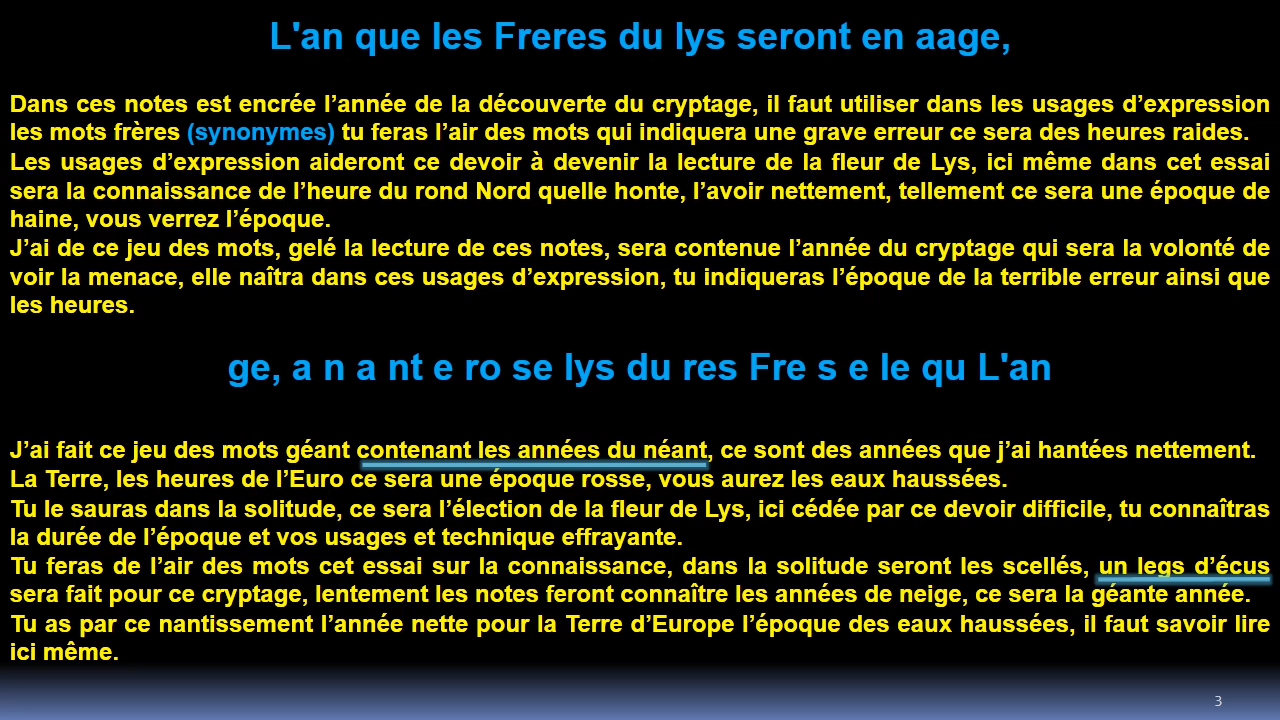 L'an que les Freres du lys seront en aage,
Dans ces notes est encrée l’année de la découverte du cryptage, il faut utiliser dans les usages d’expression
les mots frères (synonymes) tu feras l’air des mots qui indiquera une grave erreur ce sera des heures raides.
Les usages d’expression aideront ce devoir à devenir la lecture de la fleur de Lys, ici même dans cet essai
sera la connaissance de l’heure du rond Nord quelle honte, l’avoir nettement, tellement ce sera une époque de
haine, vous verrez l’époque.
J’ai de ce jeu des mots, gelé la lecture de ces notes, sera contenue l’année du cryptage qui sera la volonté de
voir la menace, elle naîtra dans ces usages d’expression, tu indiqueras l’époque de la terrible erreur ainsi que
les heures.
ge, a n a nt e ro se lys du res Fre s e le qu L'an
J’ai fait ce jeu des mots géant contenant les années du néant, ce sont des années que j’ai hantées nettement.
La Terre, les heures de l’Euro ce sera une époque rosse, vous aurez les eaux haussées.
Tu le sauras dans la solitude, ce sera l’élection de la fleur de Lys, ici cédée par ce devoir difficile, tu connaîtras
la durée de l’époque et vos usages et technique effrayante.
Tu feras de l’air des mots cet essai sur la connaissance, dans la solitude seront les scellés, un legs d’écus
sera fait pour ce cryptage, lentement les notes feront connaître les années de neige, ce sera la géante année.
Tu as par ce nantissement l’année nette pour la Terre d’Europe l’époque des eaux haussées, il faut savoir lire
ici même.
3